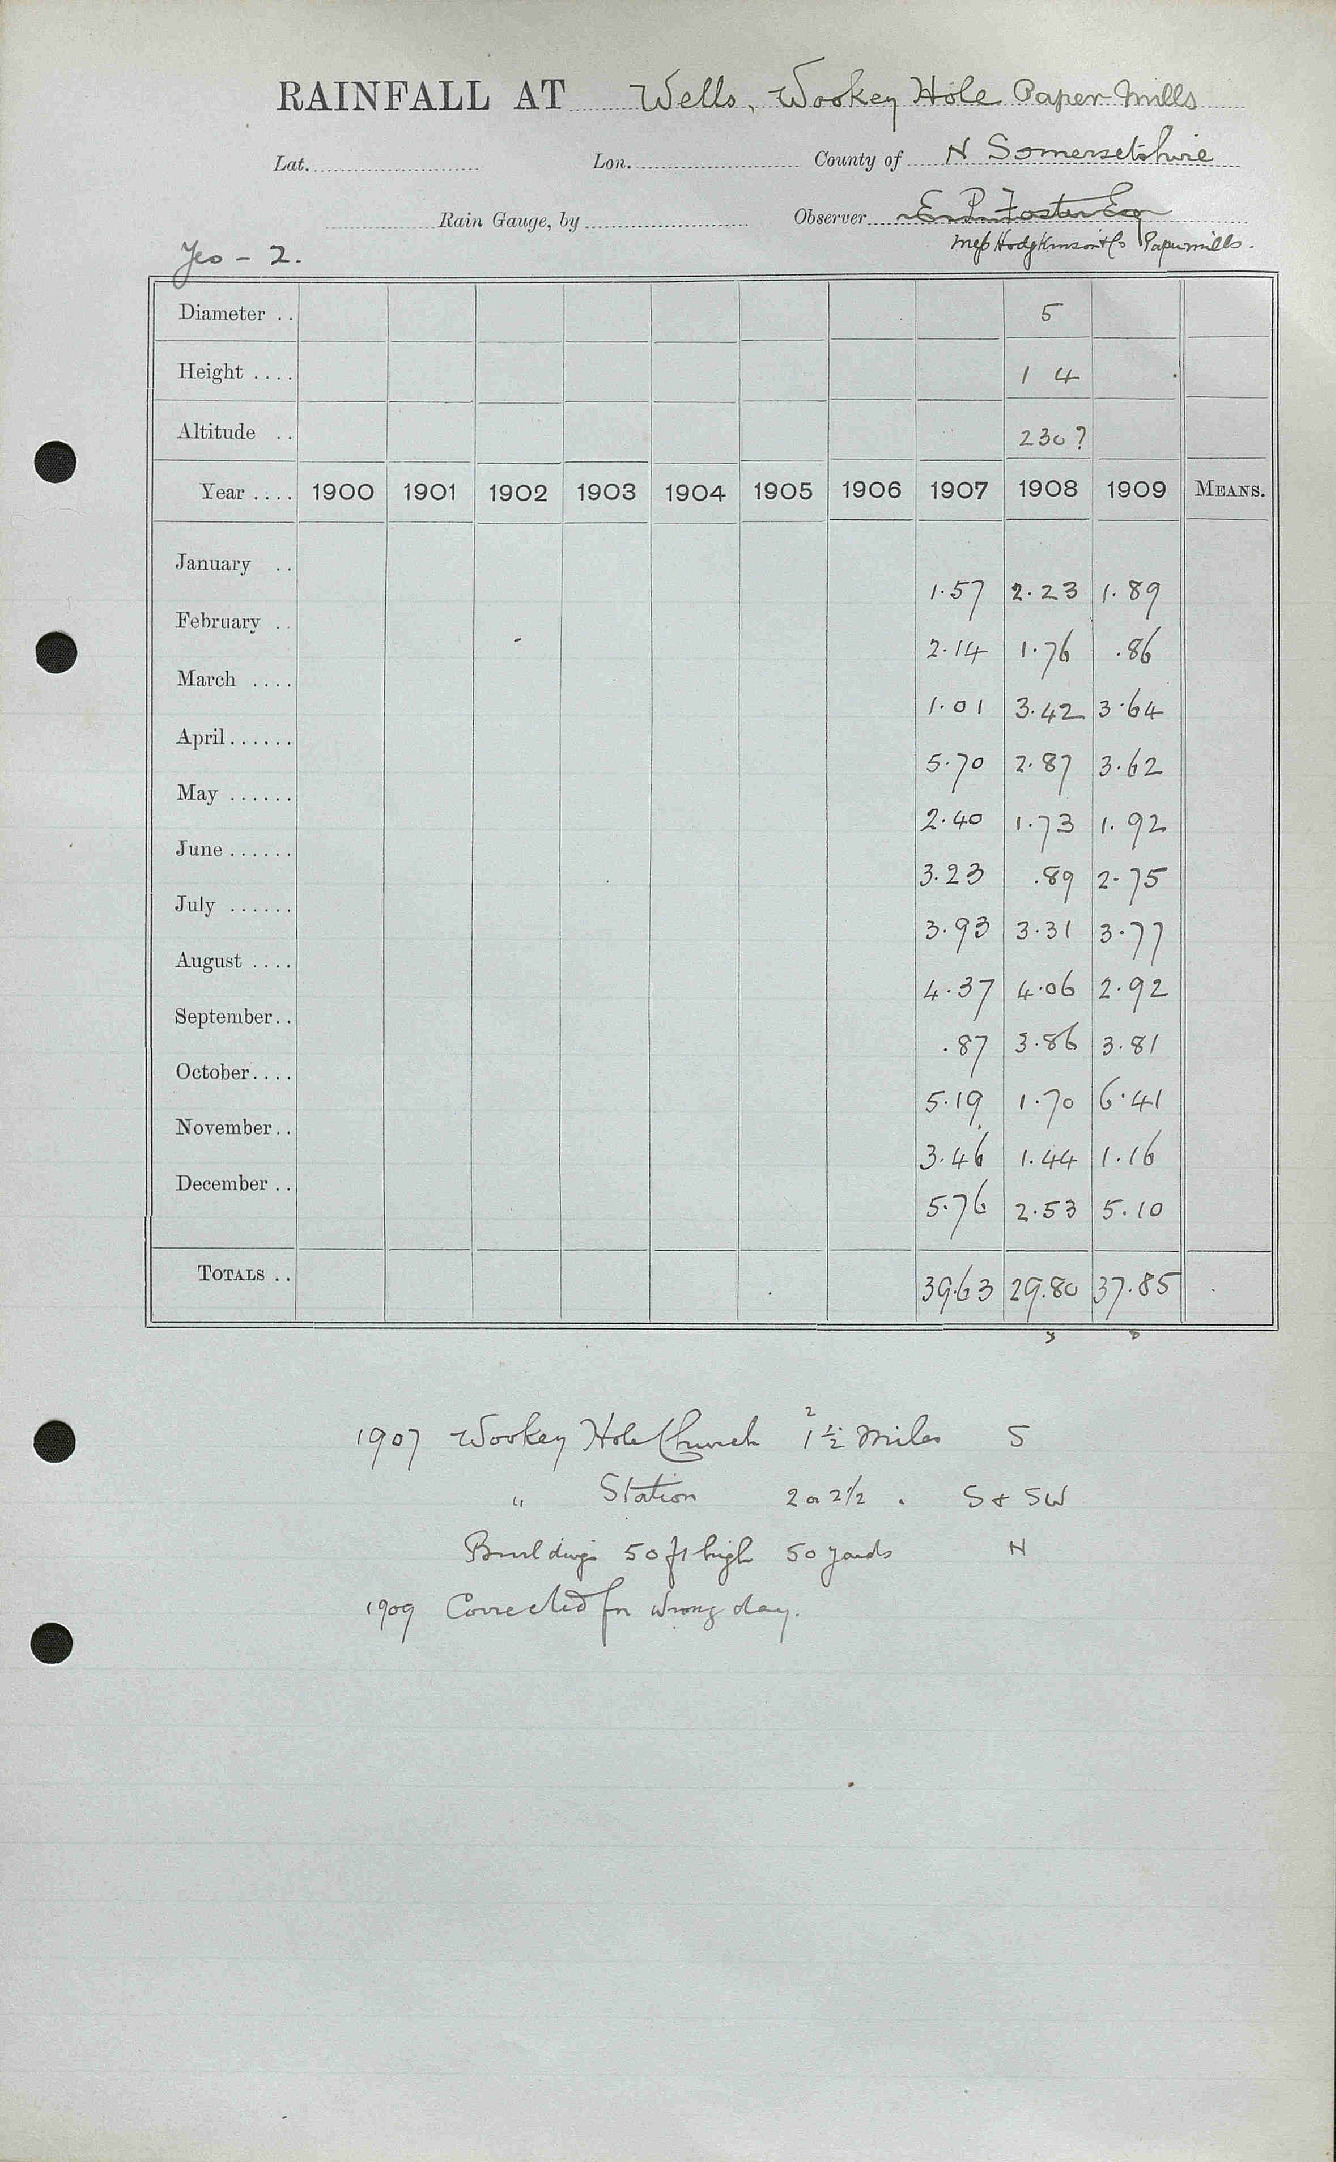 RAINFALL AT Wells, Wookey Hole Paper Mills
Lat. Lon. County of N Somersetshire
Rain Gauge, by Observer E. P. Foster Esq
Mess Hodgkinson & Co Papermills.
Yeo - 2.
Diameter .. 5
Height .... 1 4
Altitude .. 230?
Year .... 1900 1901 1902 1903 1904 1905 1906 1907 1908 1909 MEANS.
January .. 1.57 2.23 1.89
February .. 2.14 1.76 .86
March .... 1.01 3.42 3.64
April...... 5.70 2.87 3.62
May ...... 2.40 1.73 1.92
June...... 3.23 .89 2.75
July ...... 3.93 3.31 3.77
August .... 4.37 4.06 2.92
September.. .87 3.86 3.81
October.... 5.19 1.70 6.41
November.. 3.46 1.44 1.16
December .. 5.76 2.53 5.10
TOTALS .. 39.63 29.80 37.85
1907 Wookey Hole Church 1½ miles S
" Station 2 or 2½ . S & SW
Buildings 50 ft high 50 yards N
1909 Corrected for wrong day.